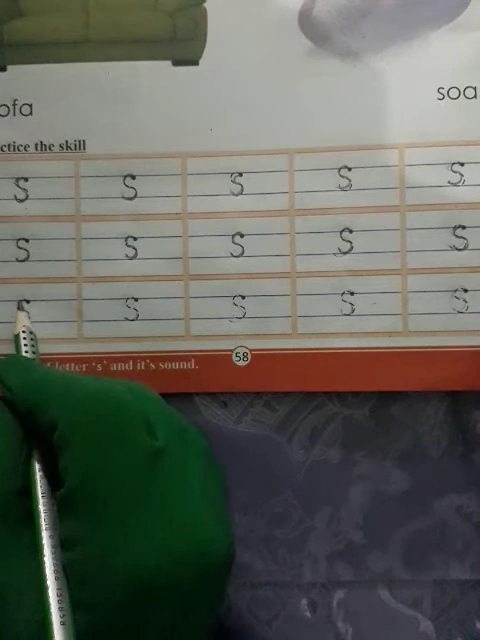 ofa
soa
ctice the skill
s s s s s
s s s s s
s s s s s
58
letter 's' and it's sound.